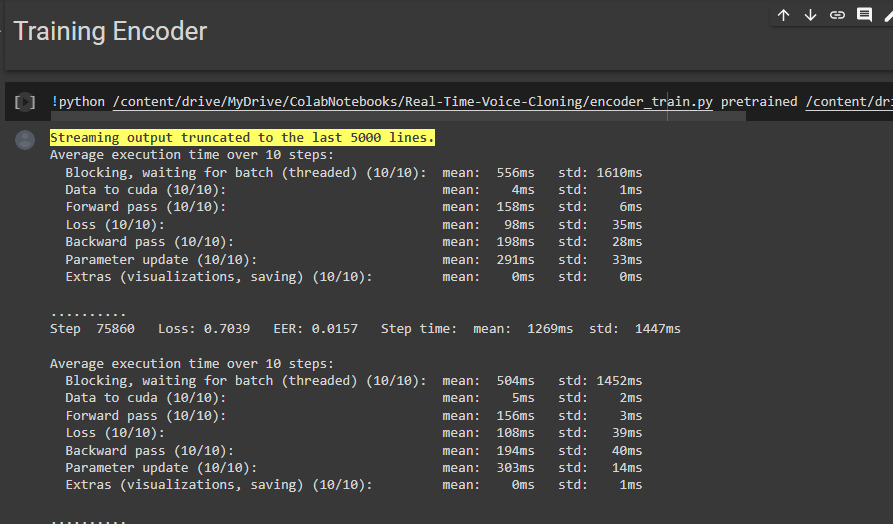 Training Encoder
!python /content/drive/MyDrive/ColabNotebooks/Real-Time-Voice-Cloning/encoder_train.py pretrained /content/dri
Streaming output truncated to the last 5000 lines.
Average execution time over 10 steps:
Blocking, waiting for batch (threaded) (10/10): mean: 556ms std: 1610ms
Data to cuda (10/10): mean: 4ms std: 1ms
Forward pass (10/10): mean: 158ms std: 6ms
Loss (10/10): mean: 98ms std: 35ms
Backward pass (10/10): mean: 198ms std: 28ms
Parameter update (10/10): mean: 291ms std: 33ms
Extras (visualizations, saving) (10/10): mean: 0ms std: 0ms
..........
Step 75860 Loss: 0.7039 EER: 0.0157 Step time: mean: 1269ms std: 1447ms
Average execution time over 10 steps:
Blocking, waiting for batch (threaded) (10/10): mean: 504ms std: 1452ms
Data to cuda (10/10): mean: 5ms std: 2ms
Forward pass (10/10): mean: 156ms std: 3ms
Loss (10/10): mean: 108ms std: 39ms
Backward pass (10/10): mean: 194ms std: 40ms
Parameter update (10/10): mean: 303ms std: 14ms
Extras (visualizations, saving) (10/10): mean: 0ms std: 1ms
..........